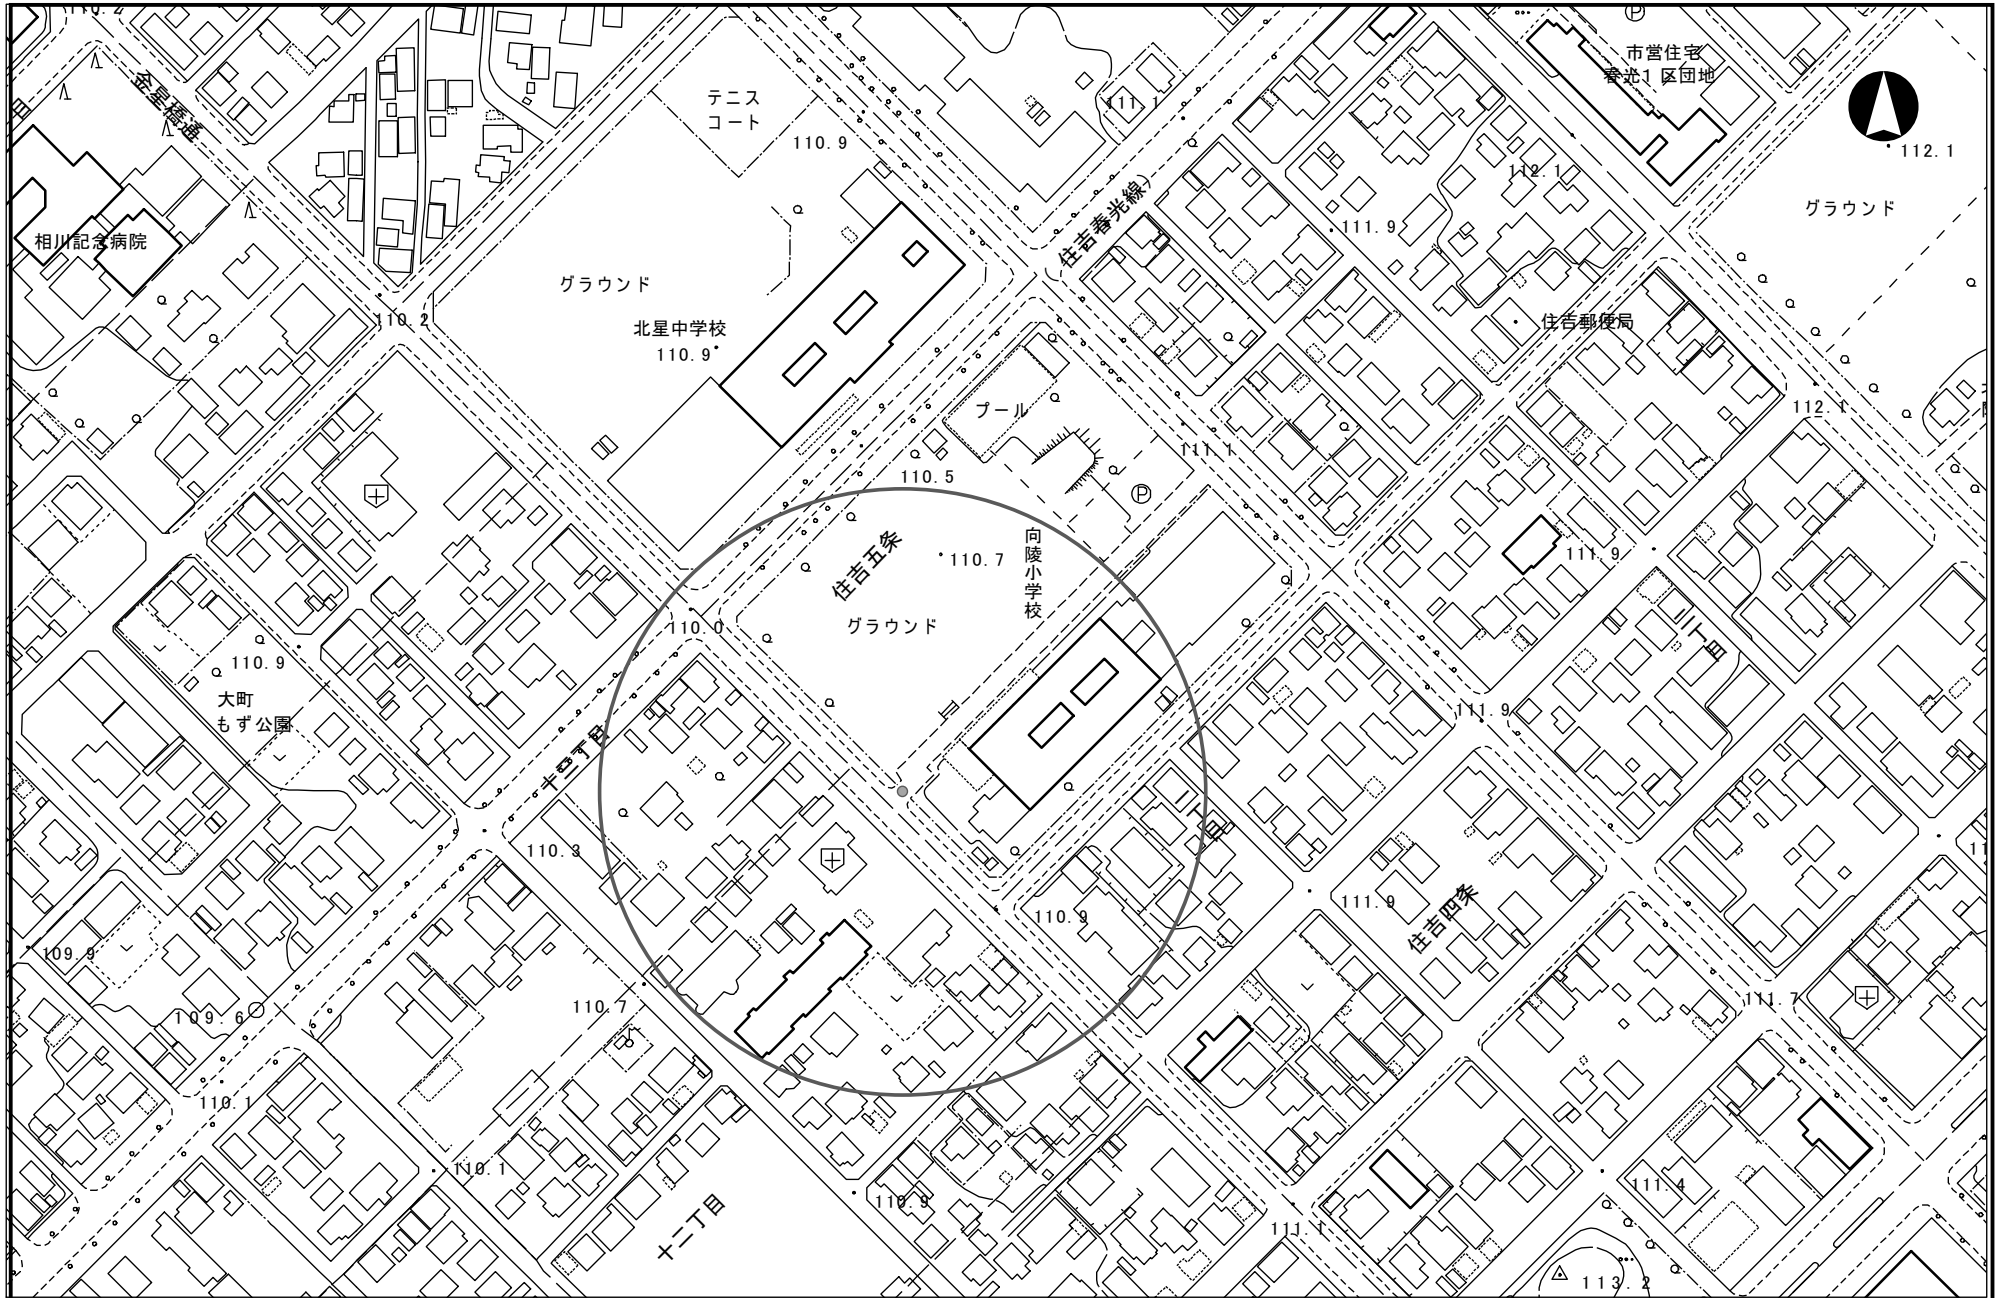 市営住宅
春光1区団地
テニス
コート
111.1
金星橋通
110.9
112.1
112.1
グラウンド
住吉春光線
111.9
相川記念病院
グラウンド
110.2
北星中学校
110.9
住吉郵便局
プール
112.1
111.1
110.5
P
P
住吉五条
110.7
向陵小学校
111.9
グラウンド
110.0
110.9
大町
もず公園
111.9
110.3
111.9
110.9
住吉四条
109.9
110.7
109.6
111.7
110.1
110.1
110.9
111.4
111.1
十二丁目
113.2